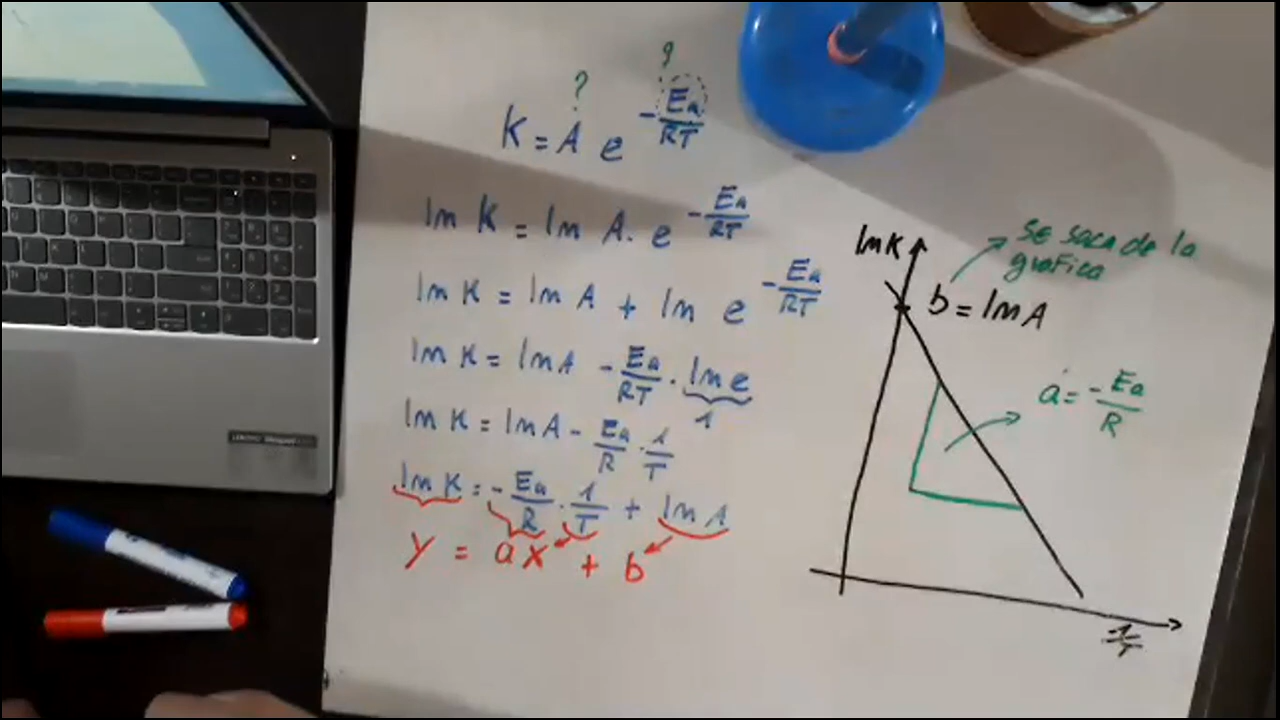 ?
?
K = A e^{-Ea/RT}
ln K = ln A . e^{-Ea/RT}
ln K = ln A + ln e^{-Ea/RT}
ln K = ln A - Ea/RT . ln e
1
ln K = ln A - Ea/R . 1/T
ln K = - Ea/R . 1/T + ln A
y = ax + b
ln K
se saca de la
grafica
b = ln A
a = -Ea/R
1/T